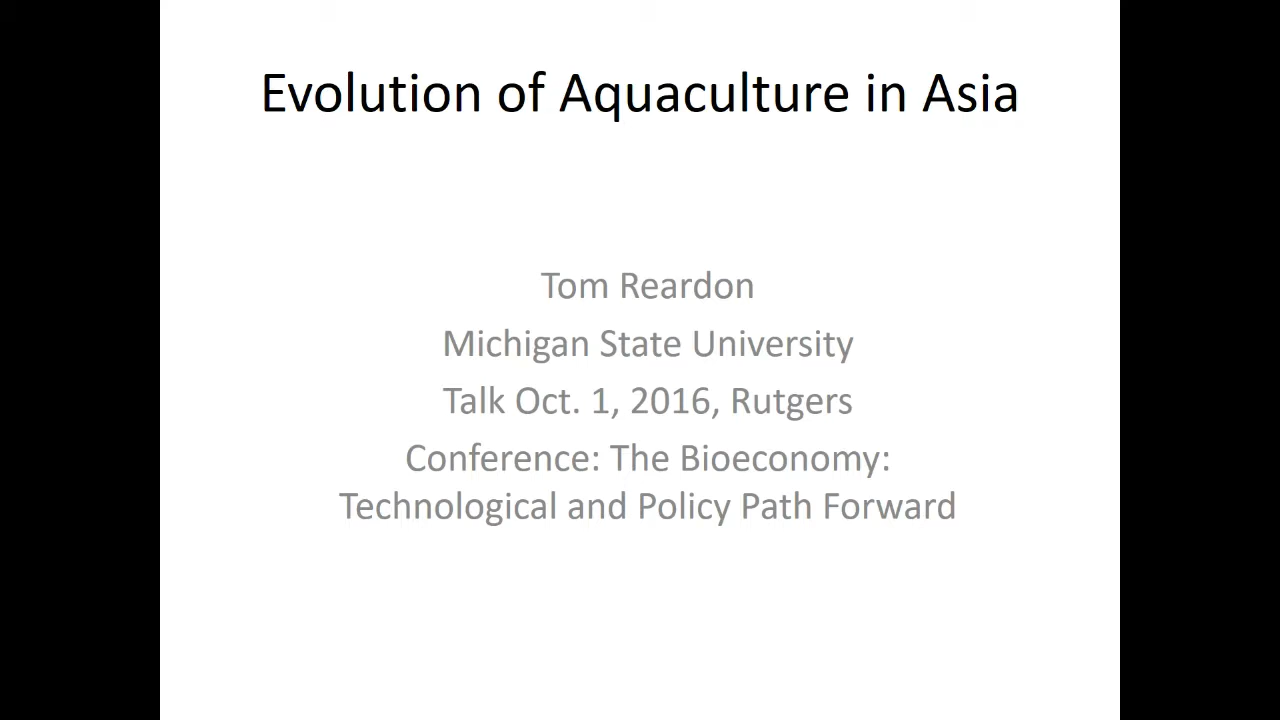 Evolution of Aquaculture in Asia
Tom Reardon
Michigan State University
Talk Oct. 1, 2016, Rutgers
Conference: The Bioeconomy:
Technological and Policy Path Forward